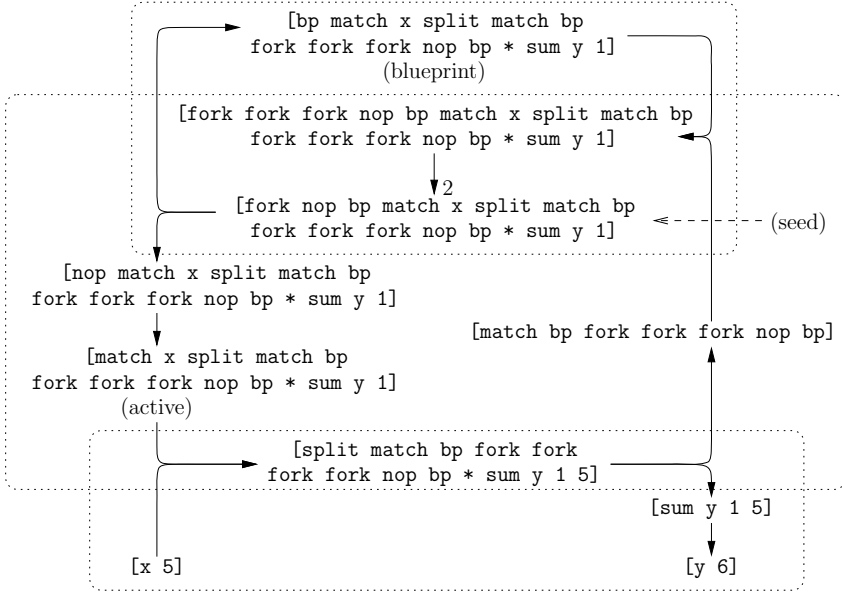 [bp match x split match bp
fork fork fork nop bp * sum y 1]
(blueprint)
[fork fork fork nop bp match x split match bp
fork fork fork nop bp * sum y 1]
2
[fork nop bp match x split match bp
fork fork fork nop bp * sum y 1]
(seed)
[nop match x split match bp
fork fork fork nop bp * sum y 1]
[match bp fork fork fork nop bp]
[match x split match bp
fork fork fork nop bp * sum y 1]
(active)
[split match bp fork fork
fork fork nop bp * sum y 1 5]
[sum y 1 5]
[x 5]
[y 6]